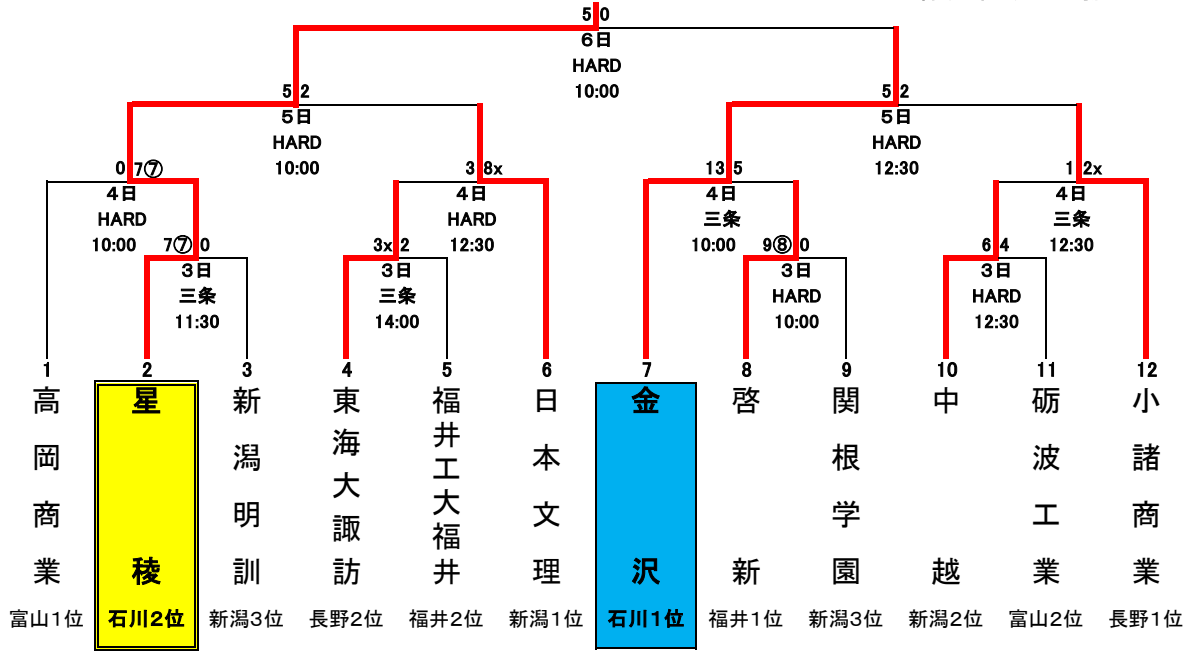 5 0
6日
HARD
10:00
5 2
5日
HARD
10:00
5 2
5日
HARD
12:30
0 7⑦
4日
HARD
10:00
3 8x
4日
HARD
12:30
13 5
4日
三条
10:00
1 2x
4日
三条
12:30
7⑦ 0
3日
三条
11:30
3x 2
3日
三条
14:00
9⑧ 0
3日
HARD
10:00
6 4
3日
HARD
12:30
1 2 3 4 5 6 7 8 9 10 11 12
高岡商業
星稜
新潟明訓
東海大諏訪
福井工大福井
日本文理
金沢
啓新
関根学園
中越
砺波工業
小諸商業
富山1位 石川2位 新潟3位 長野2位 福井2位 新潟1位 石川1位 福井1位 新潟3位 新潟2位 富山2位 長野1位